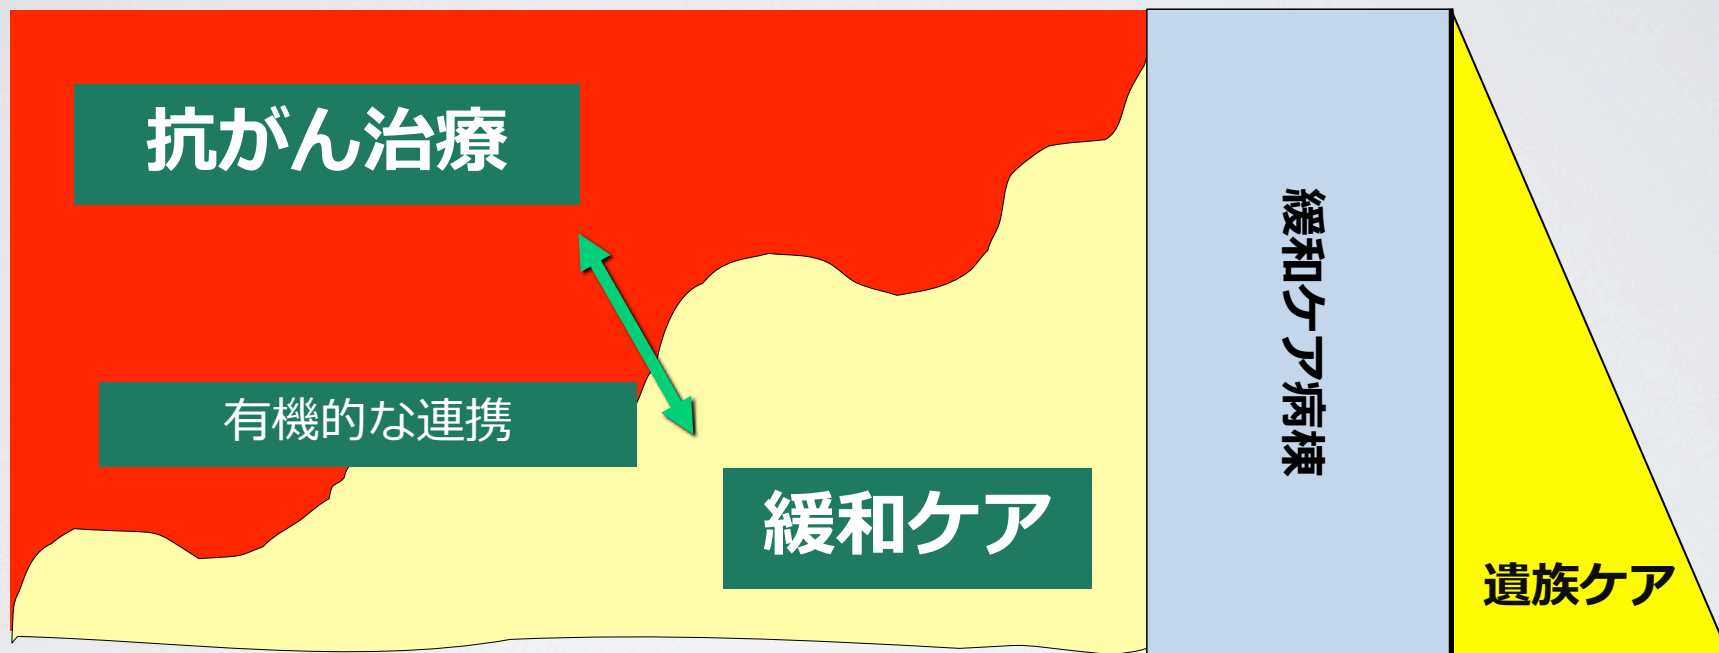 抗がん治療
有機的な連携
緩和ケア
緩和ケア病棟
遺族ケア